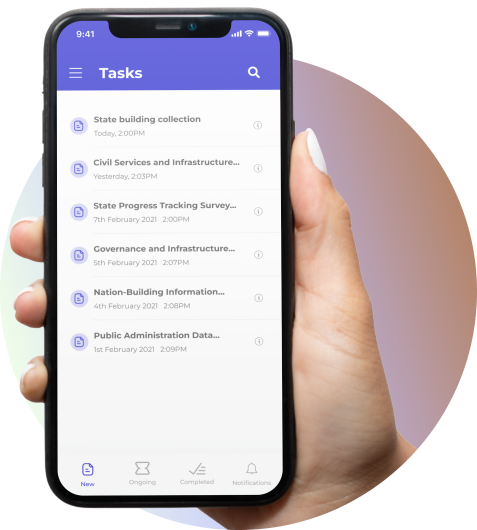 9:41
Tasks
State building collection
Today, 2:00PM
Civil Services and Infrastructure...
Yesterday, 2:03PM
State Progress Tracking Survey...
7th February 2021 2:00PM
Governance and Infrastructure...
5th February 2021 2:07PM
Nation-Building Information...
4th February 2021 2:08PM
Public Administration Data...
1st February 2021 2:09PM
New Ongoing Completed Notifications